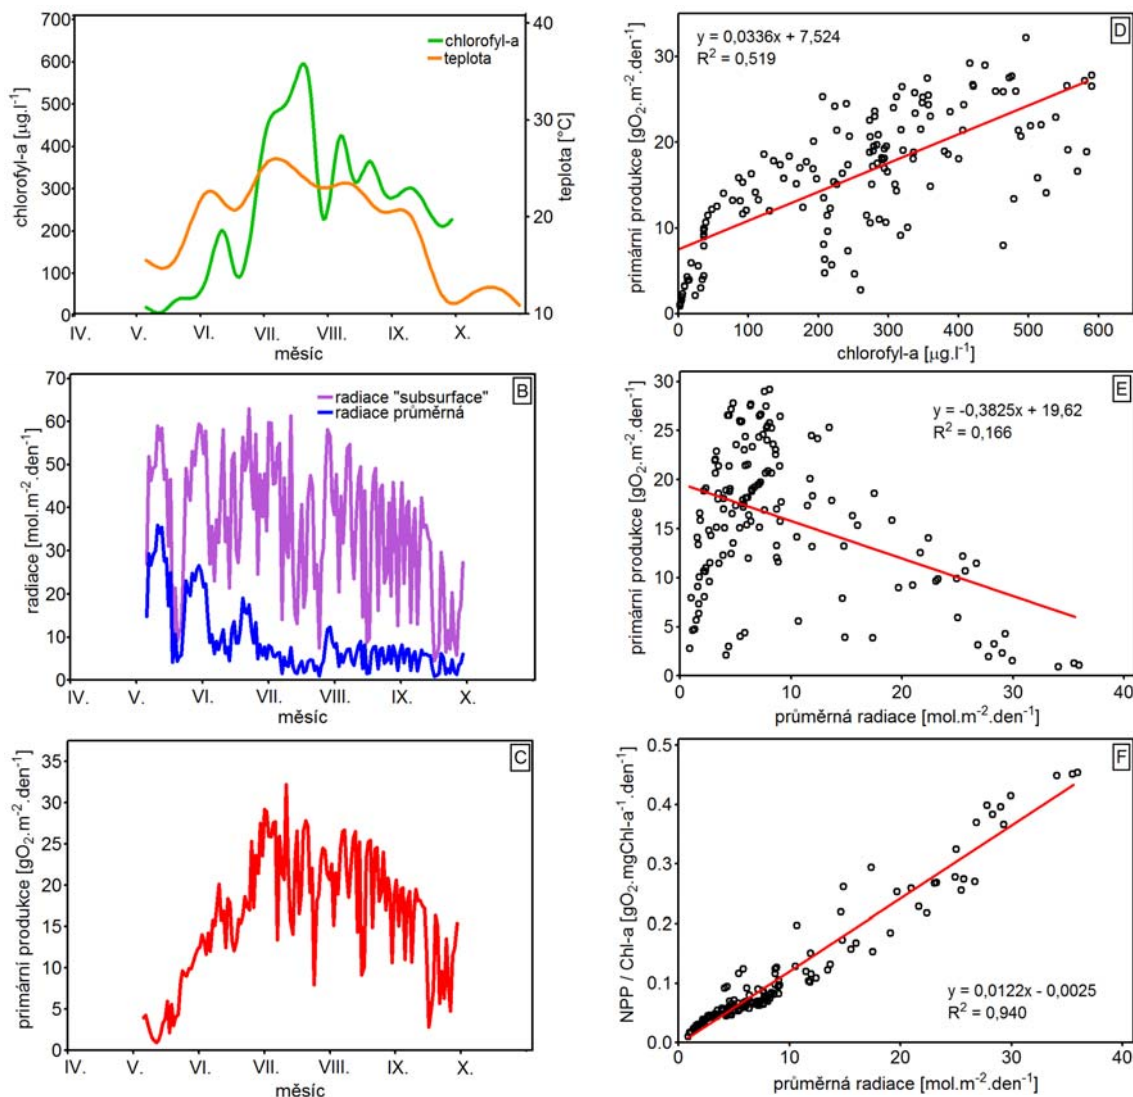 chlorofyl-a [µg.l⁻¹]
700
600
500
400
300
200
100
0
chlorofyl-a
teplota
40
30
20
10
teplota [°C]
IV. V. VI. VII. VIII. IX. X.
měsíc
D
y = 0,0336x + 7,524
R² = 0,519
primární produkce [gO₂.m⁻².den⁻¹]
30
20
10
0
0 100 200 300 400 500 600
chlorofyl-a [µg.l⁻¹]
B
radiace "subsurface"
radiace průměrná
radiace [mol.m⁻².den⁻¹]
70
60
50
40
30
20
10
0
IV. V. VI. VII. VIII. IX. X.
měsíc
E
y = -0,3825x + 19,62
R² = 0,166
primární produkce [gO₂.m⁻².den⁻¹]
30
25
20
15
10
5
0
0 10 20 30 40
průměrná radiace [mol.m⁻².den⁻¹]
C
primární produkce [gO₂.m⁻².den⁻¹]
35
30
25
20
15
10
5
0
IV. V. VI. VII. VIII. IX. X.
měsíc
F
NPP / Chl-a [gO₂.mgChl-a⁻¹.den⁻¹]
0.5
0.4
0.3
0.2
0.1
0.0
y = 0,0122x - 0,0025
R² = 0,940
0 10 20 30 40
průměrná radiace [mol.m⁻².den⁻¹]